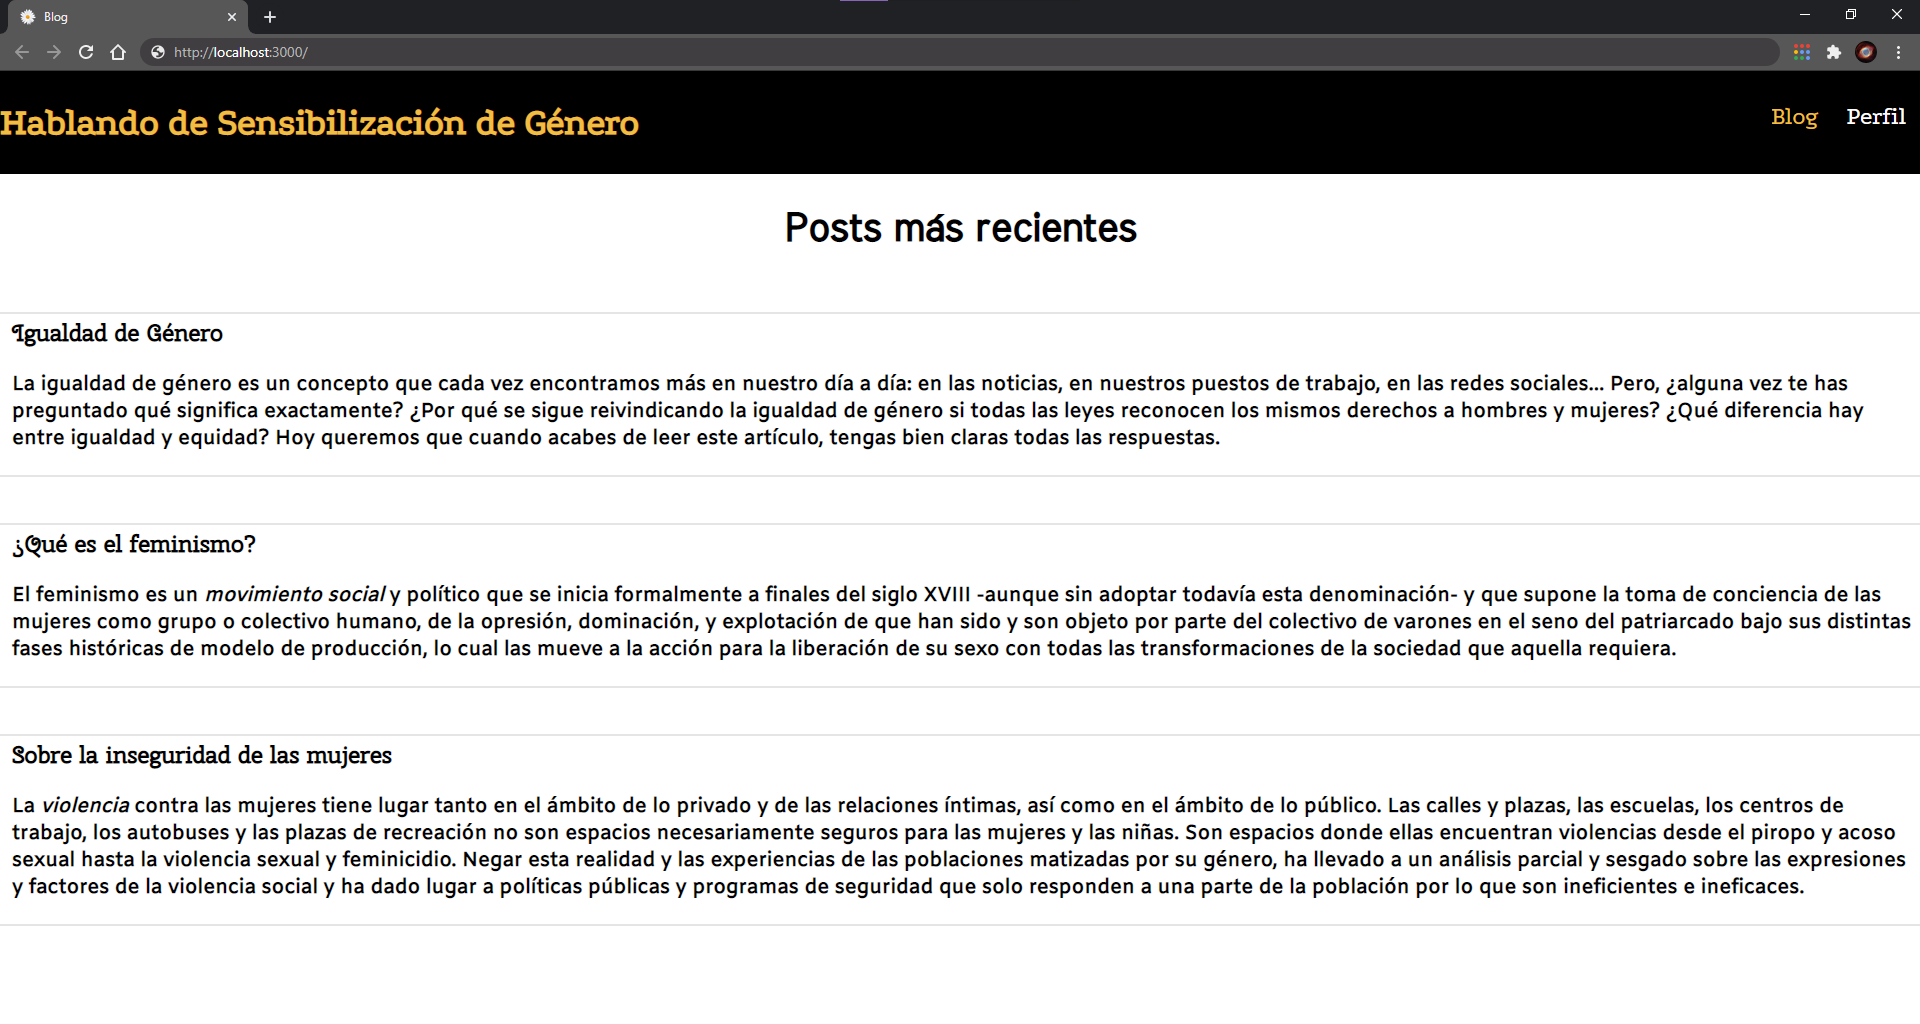 Blog
http://localhost:3000/
Hablando de Sensibilización de Género
Blog Perfil
Posts más recientes
Igualdad de Género
La igualdad de género es un concepto que cada vez encontramos más en nuestro día a día: en las noticias, en nuestros puestos de trabajo, en las redes sociales... Pero, ¿alguna vez te has
preguntado qué significa exactamente? ¿Por qué se sigue reivindicando la igualdad de género si todas las leyes reconocen los mismos derechos a hombres y mujeres? ¿Qué diferencia hay
entre igualdad y equidad? Hoy queremos que cuando acabes de leer este artículo, tengas bien claras todas las respuestas.
¿Qué es el feminismo?
El feminismo es un movimiento social y político que se inicia formalmente a finales del siglo XVIII -aunque sin adoptar todavía esta denominación- y que supone la toma de conciencia de las
mujeres como grupo o colectivo humano, de la opresión, dominación, y explotación de que han sido y son objeto por parte del colectivo de varones en el seno del patriarcado bajo sus distintas
fases históricas de modelo de producción, lo cual las mueve a la acción para la liberación de su sexo con todas las transformaciones de la sociedad que aquella requiera.
Sobre la inseguridad de las mujeres
La violencia contra las mujeres tiene lugar tanto en el ámbito de lo privado y de las relaciones íntimas, así como en el ámbito de lo público. Las calles y plazas, las escuelas, los centros de
trabajo, los autobuses y las plazas de recreación no son espacios necesariamente seguros para las mujeres y las niñas. Son espacios donde ellas encuentran violencias desde el piropo y acoso
sexual hasta la violencia sexual y feminicidio. Negar esta realidad y las experiencias de las poblaciones matizadas por su género, ha llevado a un análisis parcial y sesgado sobre las expresiones
y factores de la violencia social y ha dado lugar a políticas públicas y programas de seguridad que solo responden a una parte de la población por lo que son ineficientes e ineficaces.